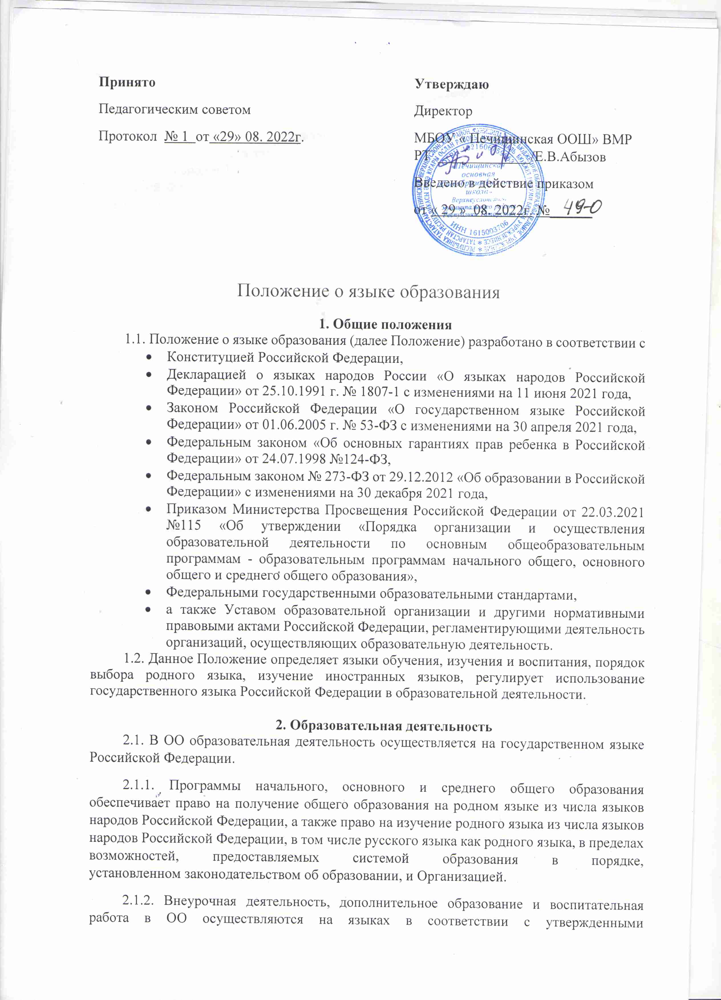 Принято
Педагогическим советом
Протокол № 1 от «29» 08. 2022г.
Утверждаю
Директор
МБОУ « Печищинская ООШ» ВМР
РТ /Е.В.Абызов
Введено в действие приказом
от « 29 » 08. 2022г. № 49-О
«Печищинская
основная
школа»
муниципального района
Республики Татарстан
ИНН 1615003706
Положение о языке образования
1. Общие положения
1.1. Положение о языке образования (далее Положение) разработано в соответствии с
• Конституцией Российской Федерации,
• Декларацией о языках народов России «О языках народов Российской
Федерации» от 25.10.1991 г. № 1807-1 с изменениями на 11 июня 2021 года,
• Законом Российской Федерации «О государственном языке Российской
Федерации» от 01.06.2005 г. № 53-ФЗ с изменениями на 30 апреля 2021 года,
• Федеральным законом «Об основных гарантиях прав ребенка в Российской
Федерации» от 24.07.1998 №124-ФЗ,
• Федеральным законом № 273-ФЗ от 29.12.2012 «Об образовании в Российской
Федерации» с изменениями на 30 декабря 2021 года,
• Приказом Министерства Просвещения Российской Федерации от 22.03.2021
№115 «Об утверждении «Порядка организации и осуществления
образовательной деятельности по основным общеобразовательным
программам - образовательным программам начального общего, основного
общего и среднего общего образования»,
• Федеральными государственными образовательными стандартами,
• а также Уставом образовательной организации и другими нормативными
правовыми актами Российской Федерации, регламентирующими деятельность
организаций, осуществляющих образовательную деятельность.
1.2. Данное Положение определяет языки обучения, изучения и воспитания, порядок
выбора родного языка, изучение иностранных языков, регулирует использование
государственного языка Российской Федерации в образовательной деятельности.
2. Образовательная деятельность
2.1. В ОО образовательная деятельность осуществляется на государственном языке
Российской Федерации.
2.1.1. Программы начального, основного и среднего общего образования
обеспечивает право на получение общего образования на родном языке из числа языков
народов Российской Федерации, а также право на изучение родного языка из числа языков
народов Российской Федерации, в том числе русского языка как родного языка, в пределах
возможностей, предоставляемых системой образования в порядке,
установленном законодательством об образовании, и Организацией.
2.1.2. Внеурочная деятельность, дополнительное образование и воспитательная
работа в ОО осуществляются на языках в соответствии с утвержденными